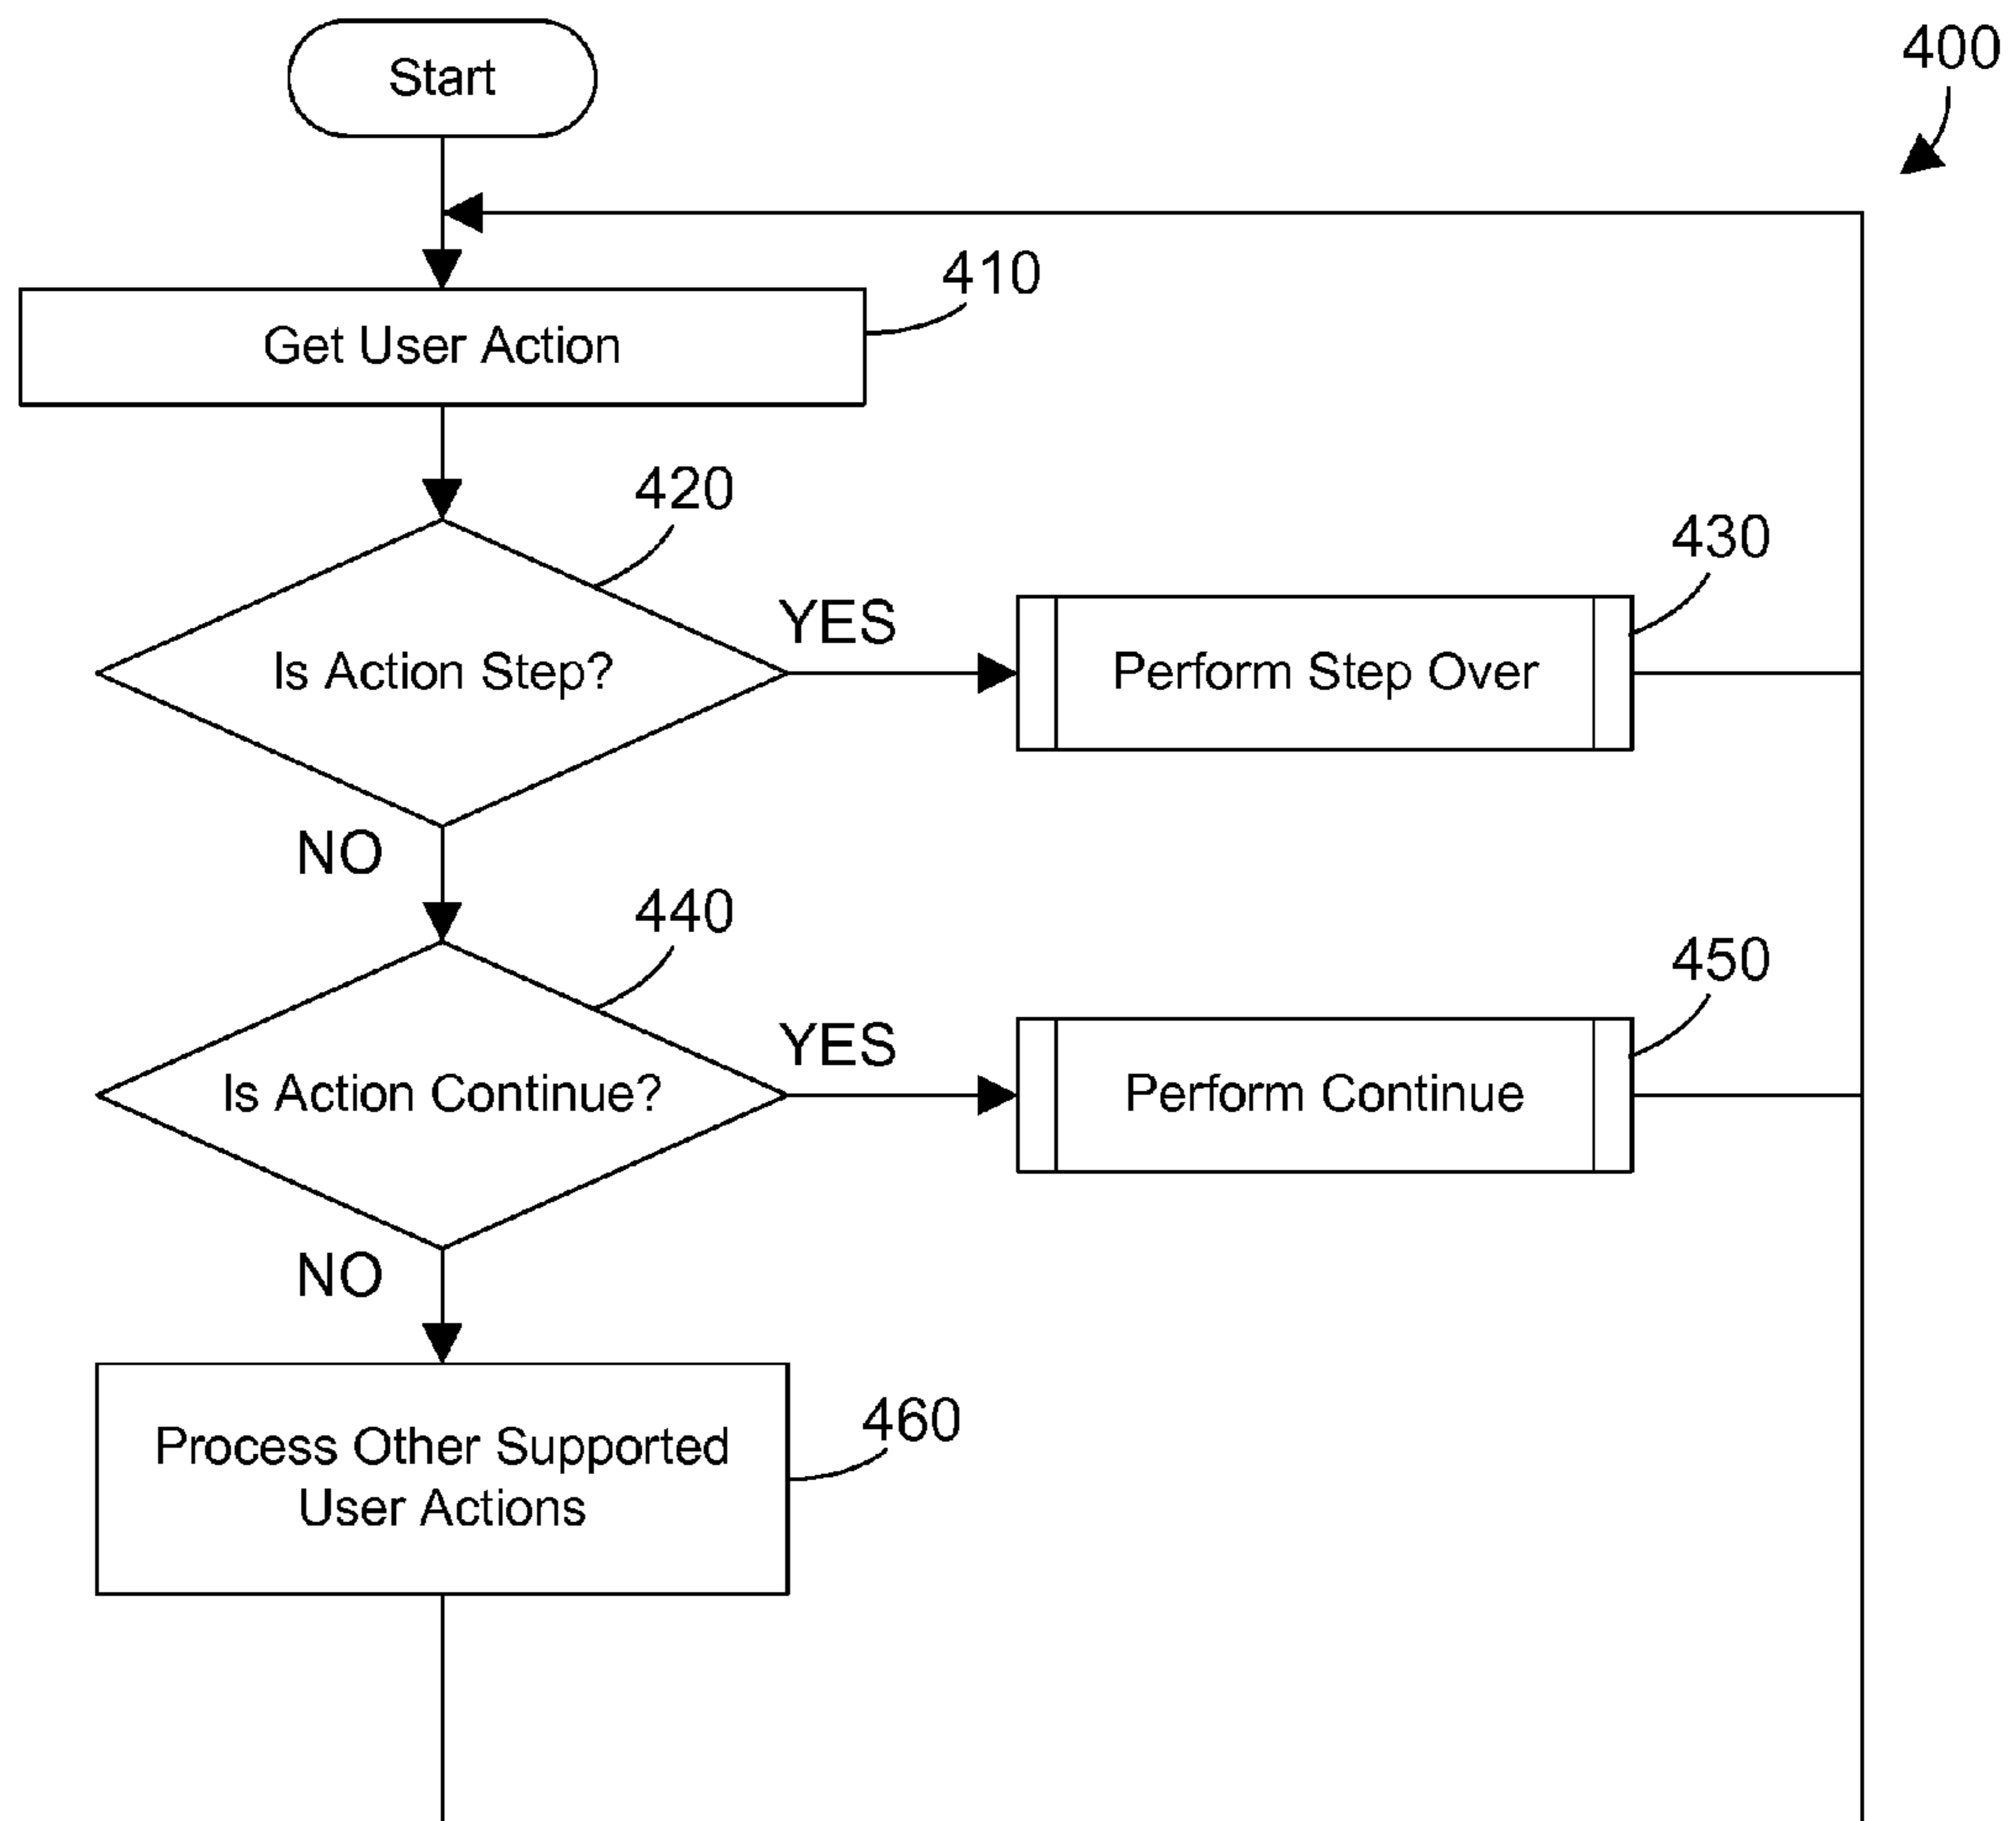 Start
400
410
Get User Action
420
430
YES
Is Action Step?
Perform Step Over
NO
440
450
YES
Is Action Continue?
Perform Continue
NO
460
Process Other Supported
User Actions